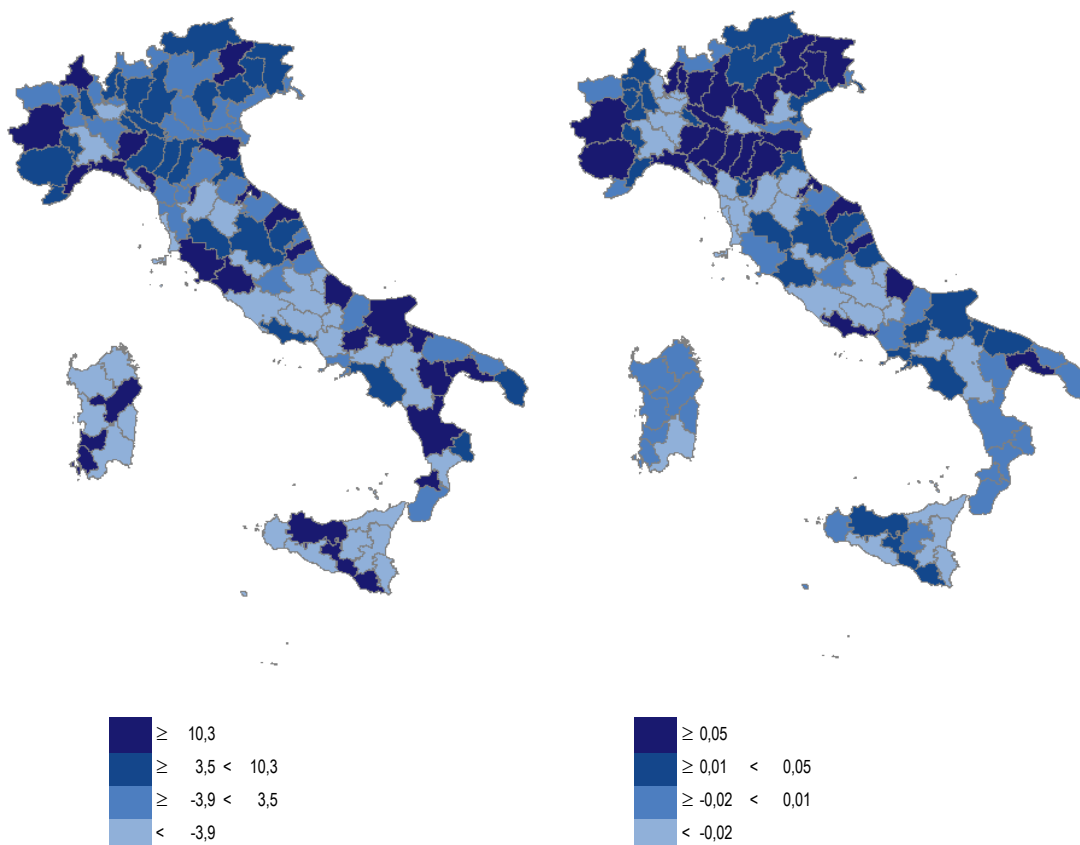 ≥ 10,3
≥ 3,5 < 10,3
≥ -3,9 < 3,5
< -3,9
≥ 0,05
≥ 0,01 < 0,05
≥ -0,02 < 0,01
< -0,02